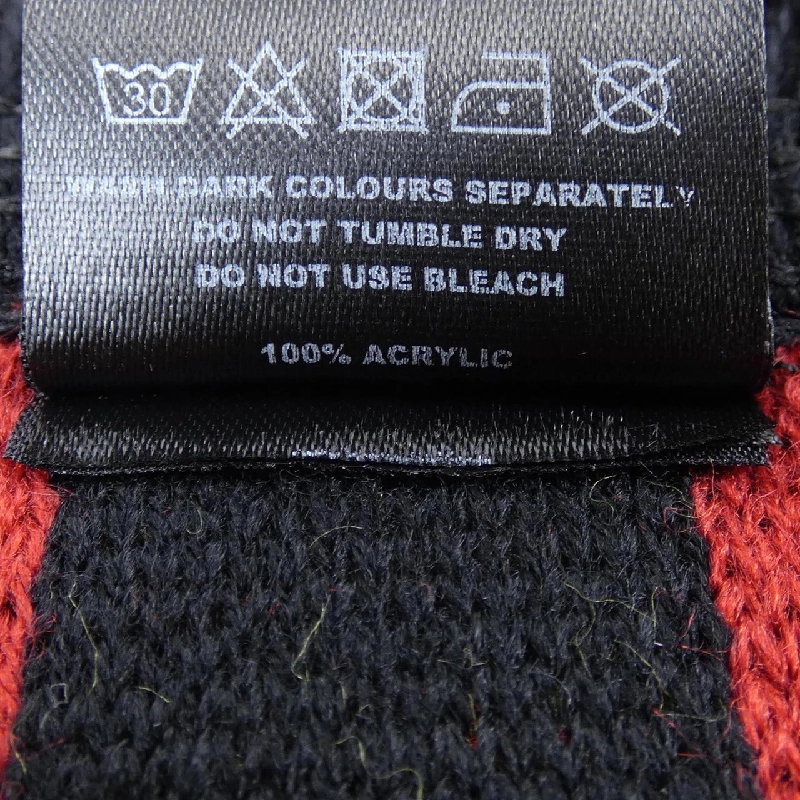 30
WASH DARK COLOURS SEPARATELY
DO NOT TUMBLE DRY
DO NOT USE BLEACH
100% ACRYLIC